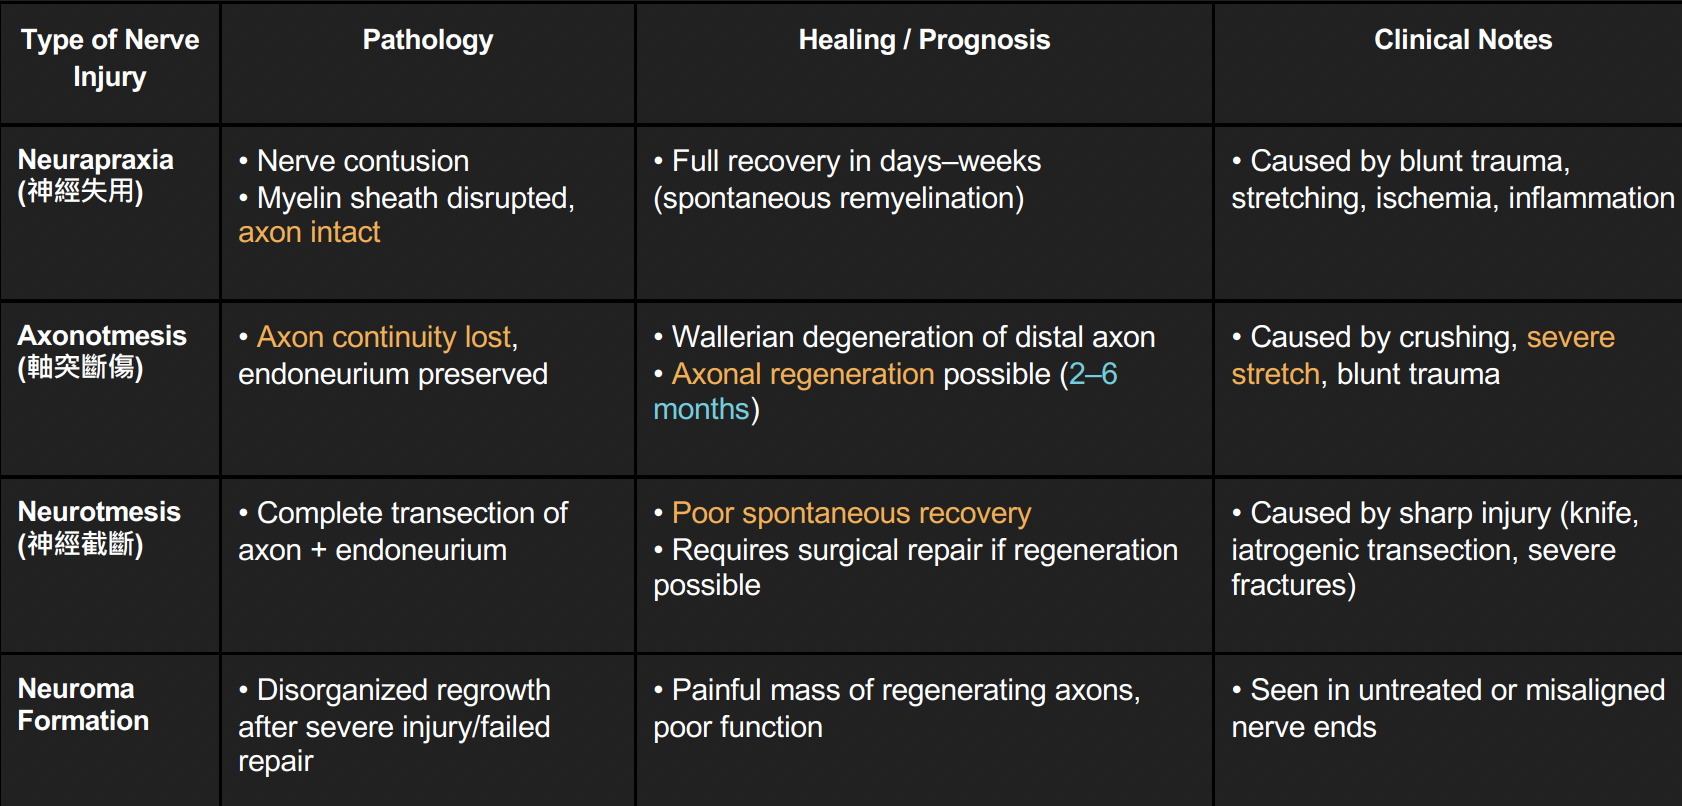 Type of Nerve
Injury
Pathology
Healing / Prognosis
Clinical Notes
Neurapraxia
(神經失用)
• Nerve contusion
• Myelin sheath disrupted,
axon intact
• Full recovery in days–weeks
(spontaneous remyelination)
• Caused by blunt trauma,
stretching, ischemia, inflammation
Axonotmesis
(軸突斷傷)
• Axon continuity lost,
endoneurium preserved
• Wallerian degeneration of distal axon
• Axonal regeneration possible (2–6
months)
• Caused by crushing, severe
stretch, blunt trauma
Neurotmesis
(神經截斷)
• Complete transection of
axon + endoneurium
• Poor spontaneous recovery
• Requires surgical repair if regeneration
possible
• Caused by sharp injury (knife,
iatrogenic transection, severe
fractures)
Neuroma
Formation
• Disorganized regrowth
after severe injury/failed
repair
• Painful mass of regenerating axons,
poor function
• Seen in untreated or misaligned
nerve ends